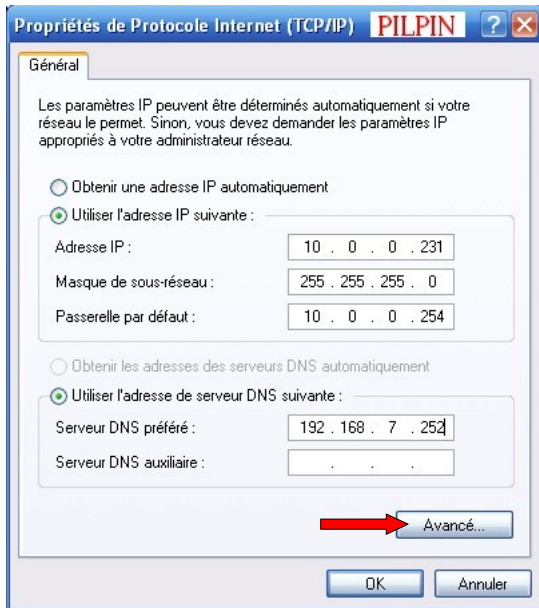 Propriétés de Protocole Internet (TCP/IP) PILPIN
Général
Les paramètres IP peuvent être déterminés automatiquement si votre
réseau le permet. Sinon, vous devez demander les paramètres IP
appropriés à votre administrateur réseau.
Obtenir une adresse IP automatiquement
Utiliser l'adresse IP suivante :
Adresse IP : 10 . 0 . 0 . 231
Masque de sous-réseau : 255 . 255 . 255 . 0
Passerelle par défaut : 10 . 0 . 0 . 254
Obtenir les adresses des serveurs DNS automatiquement
Utiliser l'adresse de serveur DNS suivante :
Serveur DNS préféré : 192 . 168 . 7 . 252
Serveur DNS auxiliaire : . . .
Avancé...
OK Annuler